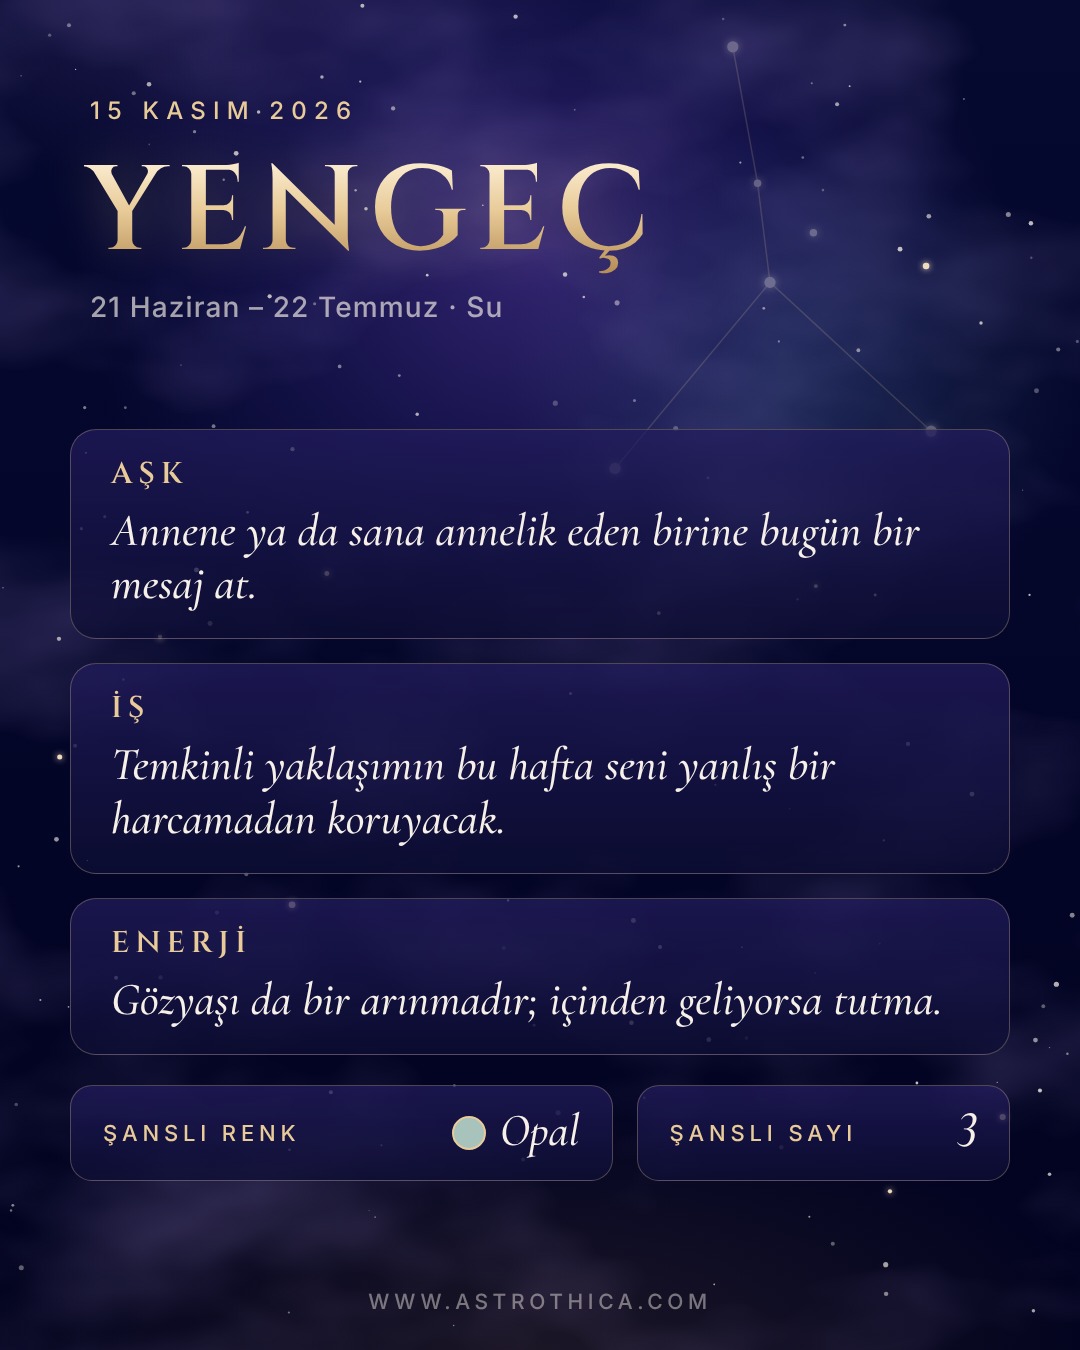 15 KASIM 2026
YENGEÇ
21 Haziran – 22 Temmuz · Su
AŞK
Annene ya da sana annelik eden birine bugün bir
mesaj at.
İŞ
Temkinli yaklaşımın bu hafta seni yanlış bir
harcamadan koruyacak.
ENERJİ
Gözyaşı da bir arınmadır; içinden geliyorsa tutma.
ŞANSLI RENK Opal
ŞANSLI SAYI 3
WWW.ASTROTHICA.COM